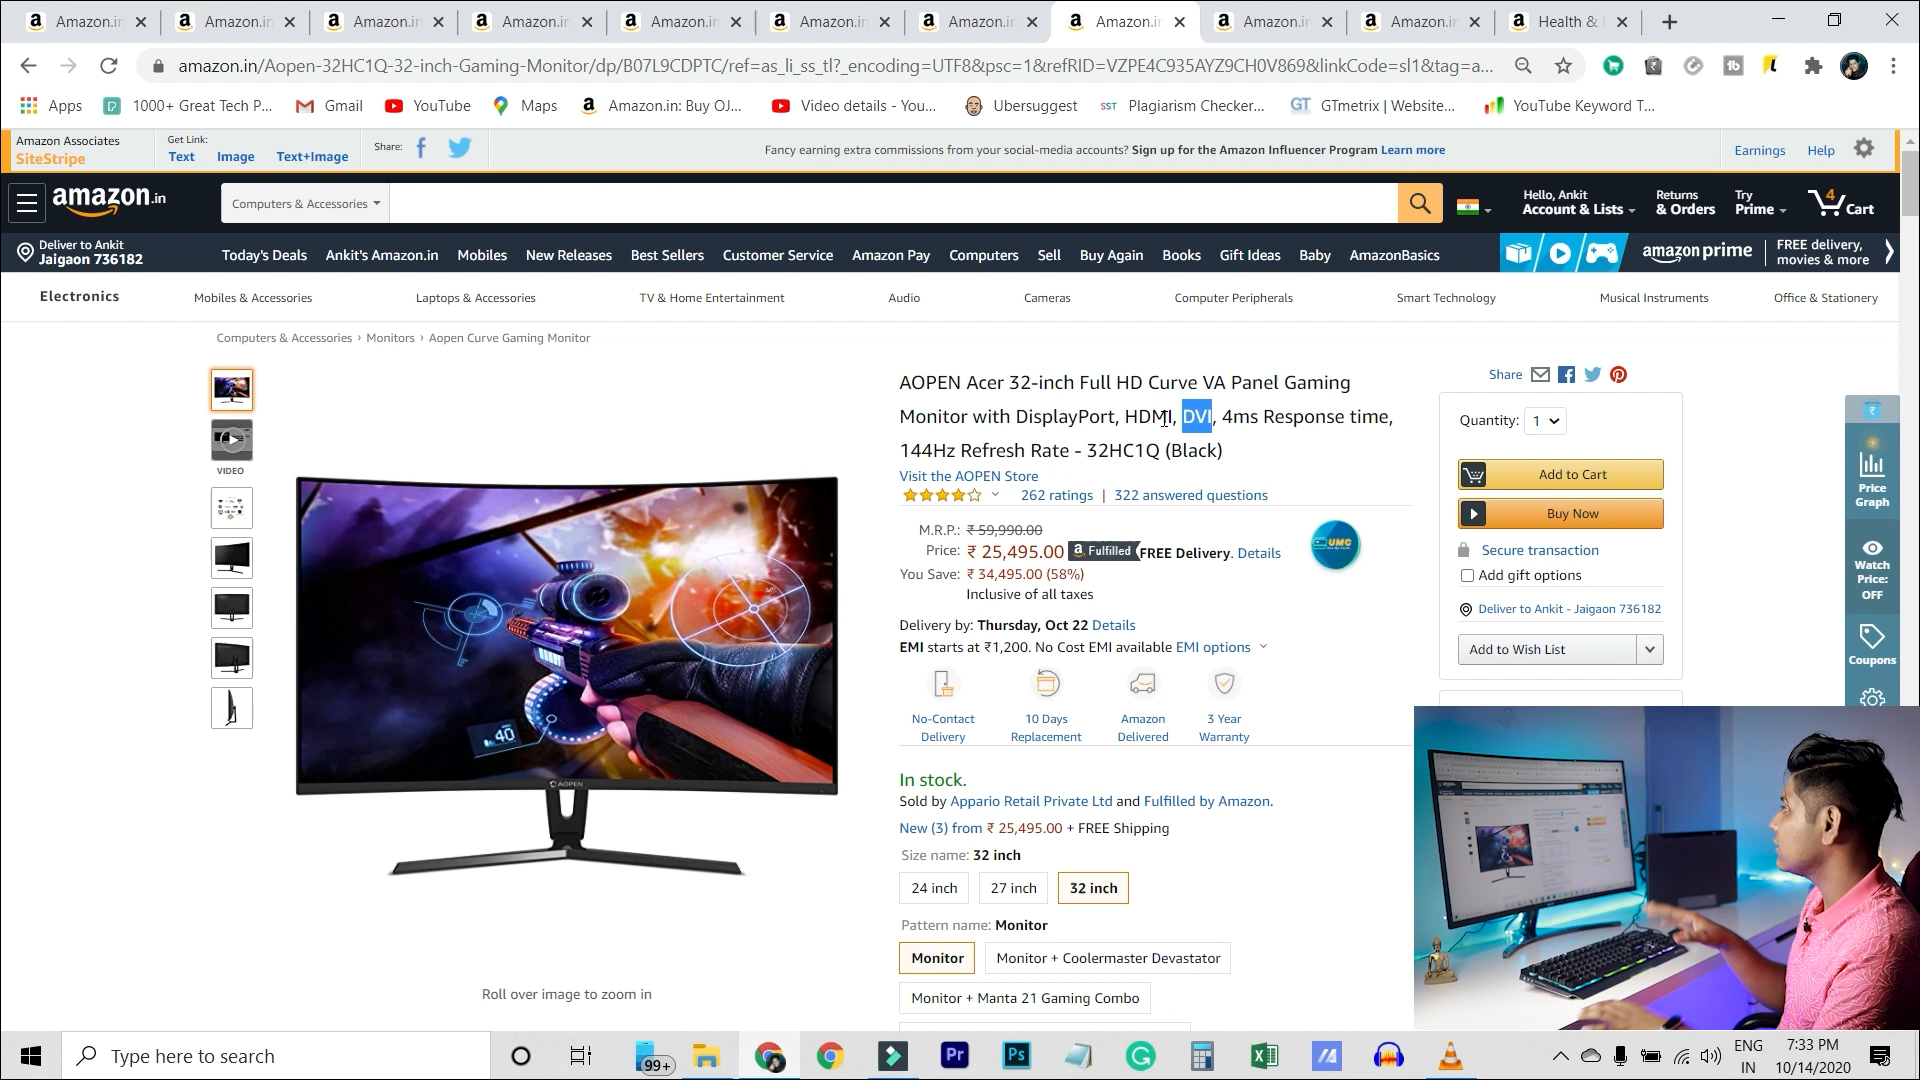 Amazon.in Amazon.in Amazon.in Amazon.in Amazon.in Amazon.in Amazon.in Amazon.in Amazon.in Amazon.in Health &
amazon.in/Aopen-32HC1Q-32-inch-Gaming-Monitor/dp/B07L9CDPTC/ref=as_li_ss_tl?_encoding=UTF8&psc=1&refRID=VZPE4C935AYZ9CH0V869&linkCode=sl1&tag=a...
Apps 1000+ Great Tech P... Gmail YouTube Maps Amazon.in: Buy OJ... Video details - You... Ubersuggest SST Plagiarism Checker... GT GTmetrix | Website... YouTube Keyword T...
Amazon Associates
SiteStripe
Get Link:
Text Image Text+Image
Share:
Fancy earning extra commissions from your social-media accounts? Sign up for the Amazon Influencer Program Learn more
Earnings Help
amazon.in
Computers & Accessories
Hello, Ankit
Account & Lists
Returns
& Orders
Try
Prime
4
Cart
Deliver to Ankit
Jaigaon 736182
Today's Deals Ankit's Amazon.in Mobiles New Releases Best Sellers Customer Service Amazon Pay Computers Sell Buy Again Books Gift Ideas Baby AmazonBasics
amazon prime
FREE delivery,
movies & more
Electronics Mobiles & Accessories Laptops & Accessories TV & Home Entertainment Audio Cameras Computer Peripherals Smart Technology Musical Instruments Office & Stationery
Computers & Accessories › Monitors › Aopen Curve Gaming Monitor
VIDEO
AOPEN
40
Roll over image to zoom in
AOPEN Acer 32-inch Full HD Curve VA Panel Gaming
Monitor with DisplayPort, HDMI, DVI, 4ms Response time,
144Hz Refresh Rate - 32HC1Q (Black)
Visit the AOPEN Store
262 ratings | 322 answered questions
M.R.P.: ₹ 59,990.00
Price: ₹ 25,495.00 a Fulfilled FREE Delivery. Details
You Save: ₹ 34,495.00 (58%)
Inclusive of all taxes
UMC
Delivery by: Thursday, Oct 22 Details
EMI starts at ₹1,200. No Cost EMI available EMI options
No-Contact
Delivery
10 Days
Replacement
Amazon
Delivered
3 Year
Warranty
In stock.
Sold by Appario Retail Private Ltd and Fulfilled by Amazon.
New (3) from ₹ 25,495.00 + FREE Shipping
Size name: 32 inch
24 inch 27 inch 32 inch
Pattern name: Monitor
Monitor Monitor + Coolermaster Devastator
Monitor + Manta 21 Gaming Combo
Share
Quantity: 1
Add to Cart
Buy Now
Secure transaction
Add gift options
Deliver to Ankit - Jaigaon 736182
Add to Wish List
Price
Graph
Watch
Price:
OFF
Coupons
Type here to search
99+
Pr
Ps
ENG
IN
7:33 PM
10/14/2020